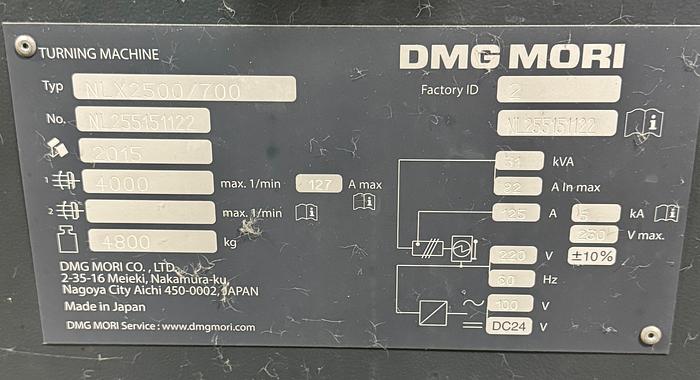 TURNING MACHINE
DMG MORI
Typ NLX2500/700
Factory ID 2
No. NL255151122
NL255151122
2015
kVA
1 4000 max. 1/min 127 A max
92 A In max
2 max. 1/min
125 A 5 kA
230 V max.
4800 kg
220 V ±10%
60 Hz
100 V
DC24 V
DMG MORI CO., LTD.
2-35-16 Meieki, Nakamura-ku,
Nagoya City Aichi 450-0002, JAPAN
Made in Japan
DMG MORI Service : www.dmgmori.com